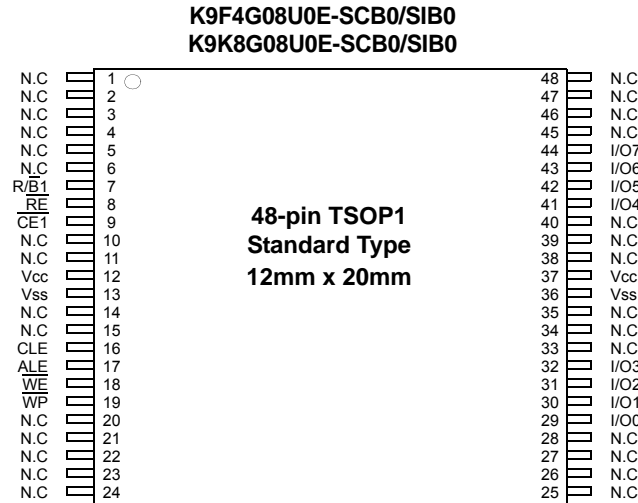 K9F4G08U0E-SCB0/SIB0
K9K8G08U0E-SCB0/SIB0
N.C 1 48 N.C
N.C 2 47 N.C
N.C 3 46 N.C
N.C 4 45 N.C
N.C 5 44 I/O7
N.C 6 43 I/O6
R/B1 7 42 I/O5
RE 8 41 I/O4
CE1 9 40 N.C
N.C 10 39 N.C
N.C 11 38 N.C
Vcc 12 37 Vcc
Vss 13 36 Vss
N.C 14 35 N.C
N.C 15 34 N.C
CLE 16 33 N.C
ALE 17 32 I/O3
WE 18 31 I/O2
WP 19 30 I/O1
N.C 20 29 I/O0
N.C 21 28 N.C
N.C 22 27 N.C
N.C 23 26 N.C
N.C 24 25 N.C
48-pin TSOP1
Standard Type
12mm x 20mm